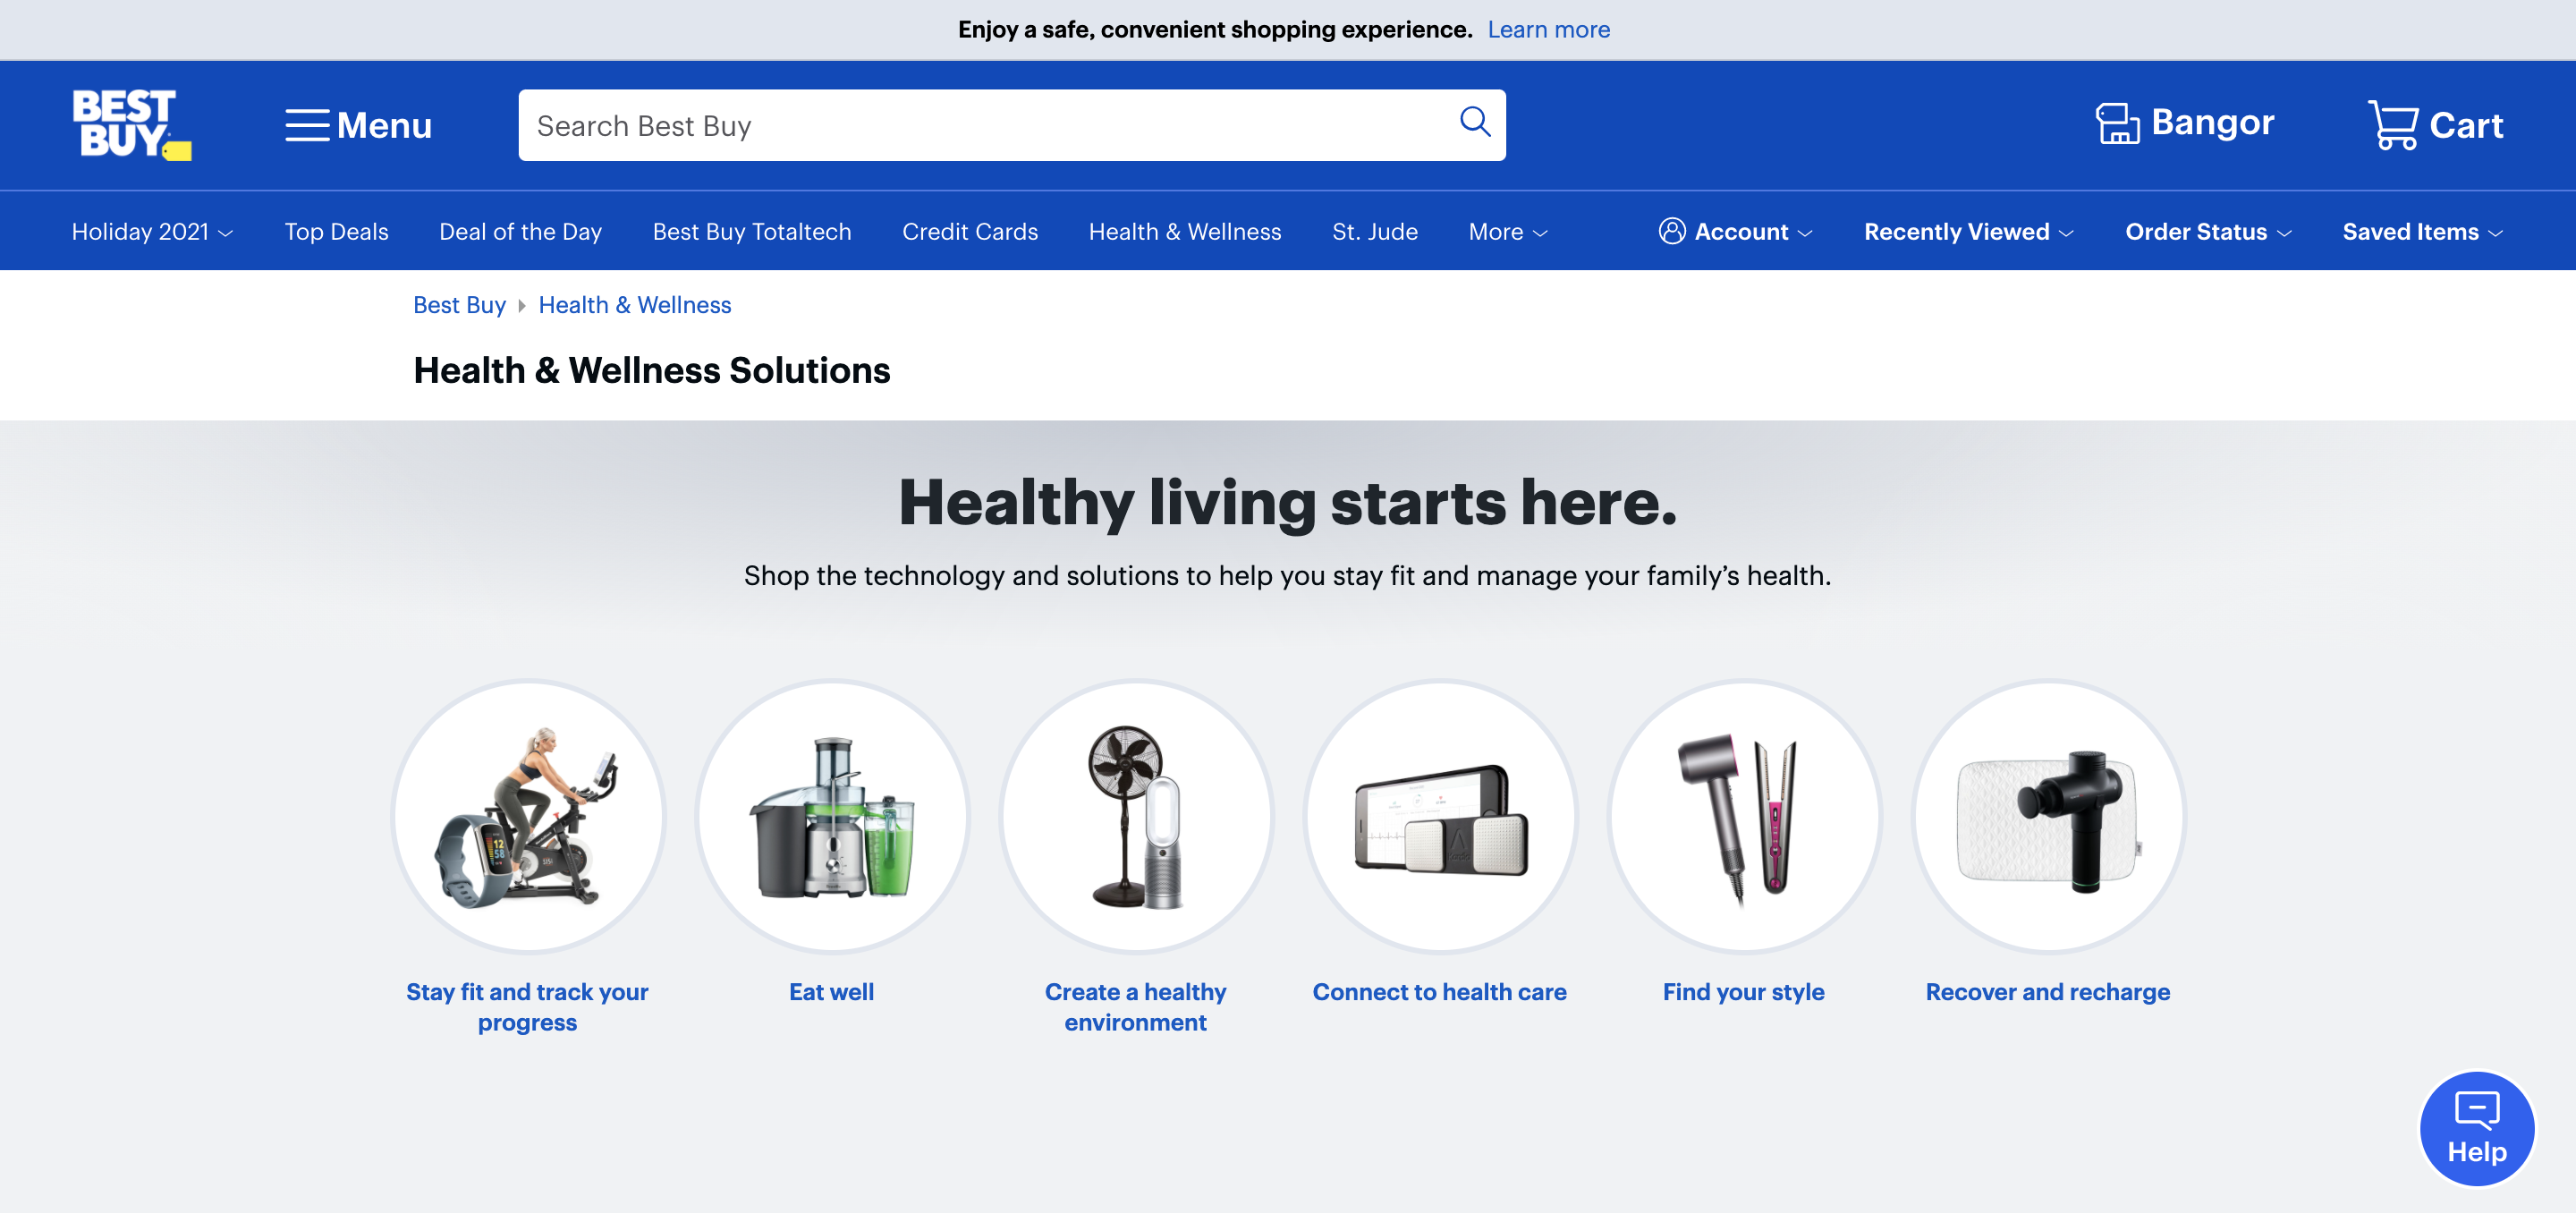 Enjoy a safe, convenient shopping experience. Learn more
BEST
BUY
Menu
Search Best Buy
Bangor
Cart
Holiday 2021
Top Deals
Deal of the Day
Best Buy Totaltech
Credit Cards
Health & Wellness
St. Jude
More
Account
Recently Viewed
Order Status
Saved Items
Best Buy
Health & Wellness
Health & Wellness Solutions
Healthy living starts here.
Shop the technology and solutions to help you stay fit and manage your family’s health.
12
58
Stay fit and track your
progress
Eat well
Create a healthy
environment
Connect to health care
Find your style
Recover and recharge
Help